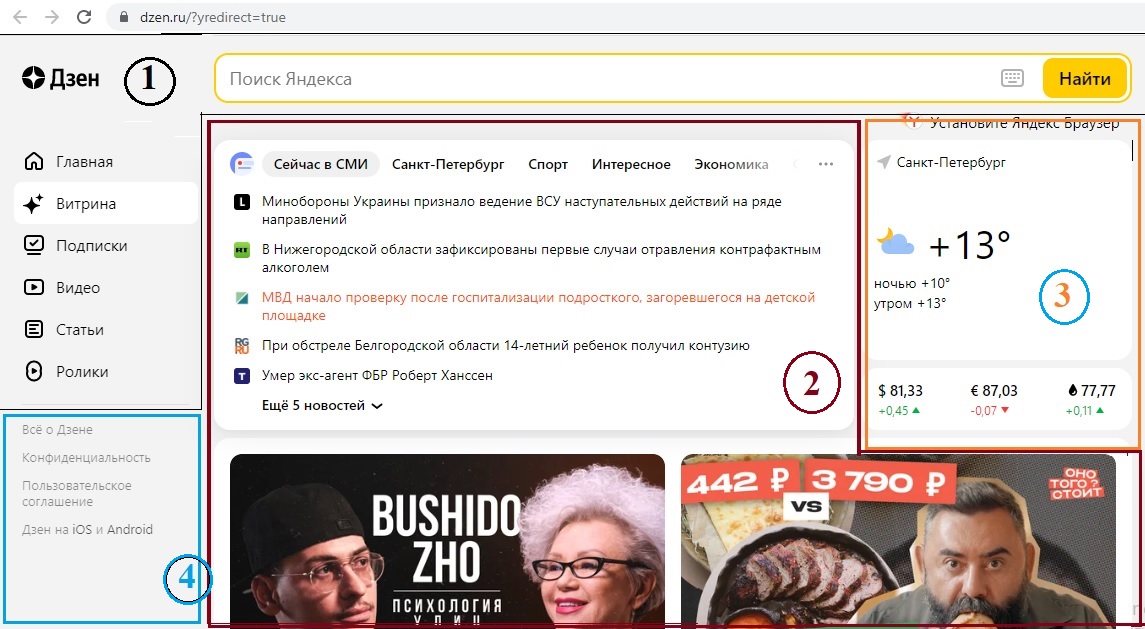 dzen.ru/?yredirect=true
Дзен
1
Поиск Яндекса
Найти
Установите Яндекс Браузер
Главная
Витрина
Подписки
Видео
Статьи
Ролики
Всё о Дзене
Конфиденциальность
Пользовательское
соглашение
Дзен на iOS и Android
4
Сейчас в СМИ
Санкт-Петербург
Спорт
Интересное
Экономика
L
Минобороны Украины признало ведение ВСУ наступательных действий на ряде
направлений
RT
В Нижегородской области зафиксированы первые случаи отравления контрафактным
алкоголем
МВД начало проверку после госпитализации подросткого, загоревшегося на детской
площадке
RG
RU
При обстреле Белгородской области 14-летний ребенок получил контузию
T
Умер экс-агент ФБР Роберт Ханссен
Ещё 5 новостей
2
Санкт-Петербург
+13°
ночью +10°
утром +13°
3
$ 81,33
+0,45
€ 87,03
-0,07
77,77
+0,11
BUSHIDO
ZHO
ПСИХОЛОГИЯ
УЛИЦ
442 ₽
VS
3 790 ₽
ОНО
ТОГО?
СТОИТ